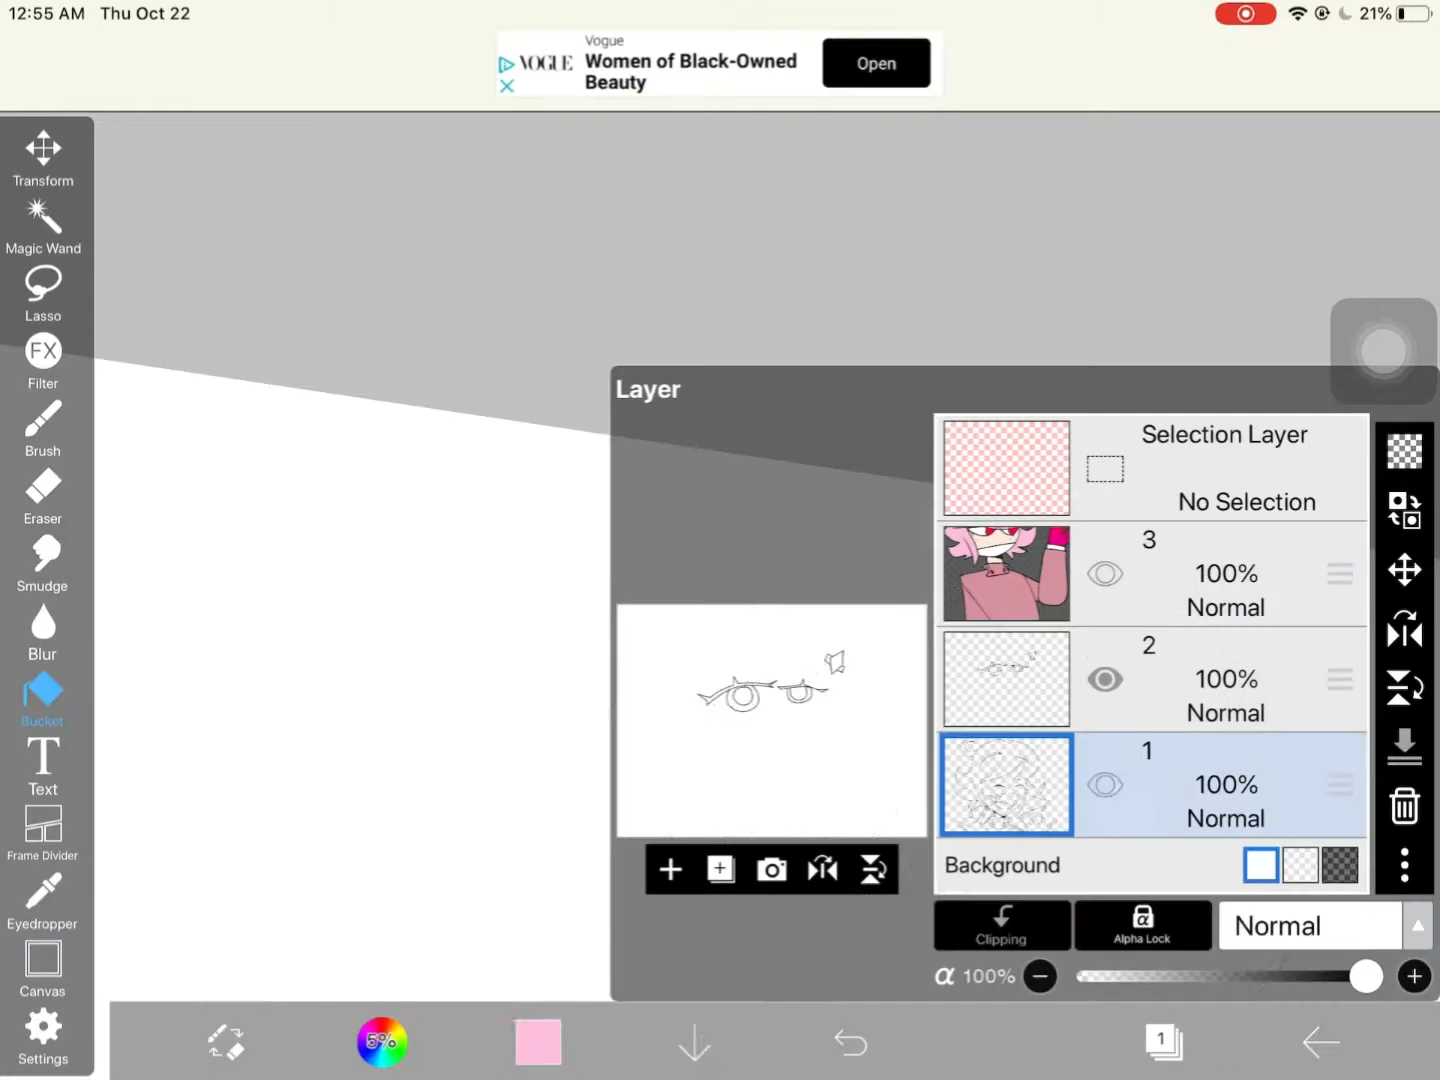 12:55 AM Thu Oct 22
21%
Vogue
VOGUE
Women of Black-Owned
Beauty
Open
Transform
Magic Wand
Lasso
FX
Filter
Brush
Eraser
Smudge
Blur
Bucket
T
Text
Frame Divider
Eyedropper
Canvas
Settings
Layer
Selection Layer
No Selection
3
100%
Normal
2
100%
Normal
1
100%
Normal
Background
Clipping
α
Alpha Lock
Normal
α 100%
5%
1